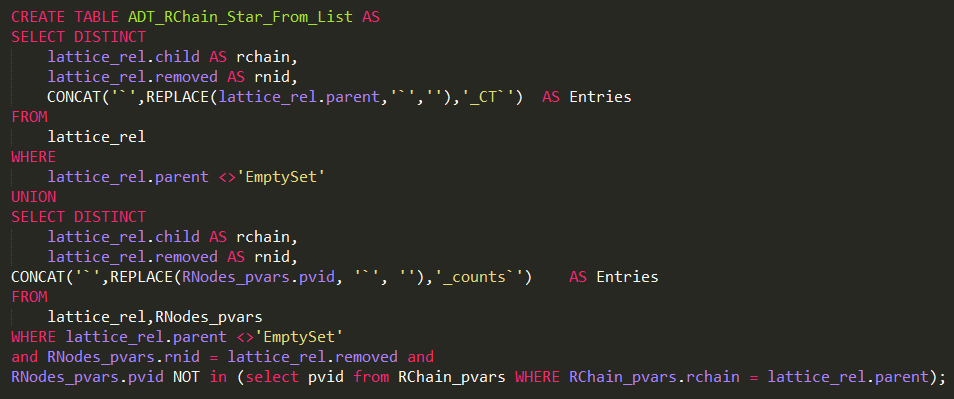 CREATE TABLE ADT_RChain_Star_From_List AS
SELECT DISTINCT
lattice_rel.child AS rchain,
lattice_rel.removed AS rnid,
CONCAT('`',REPLACE(lattice_rel.parent,'`',''),'_CT`')  AS Entries
FROM
lattice_rel
WHERE
lattice_rel.parent <>'EmptySet'
UNION
SELECT DISTINCT
lattice_rel.child AS rchain,
lattice_rel.removed AS rnid,
CONCAT('`',REPLACE(RNodes_pvars.pvid, '`', ''),'_counts`')    AS Entries
FROM
lattice_rel,RNodes_pvars
WHERE lattice_rel.parent <>'EmptySet'
and RNodes_pvars.rnid = lattice_rel.removed and
RNodes_pvars.pvid NOT in (select pvid from RChain_pvars WHERE RChain_pvars.rchain = lattice_rel.parent);